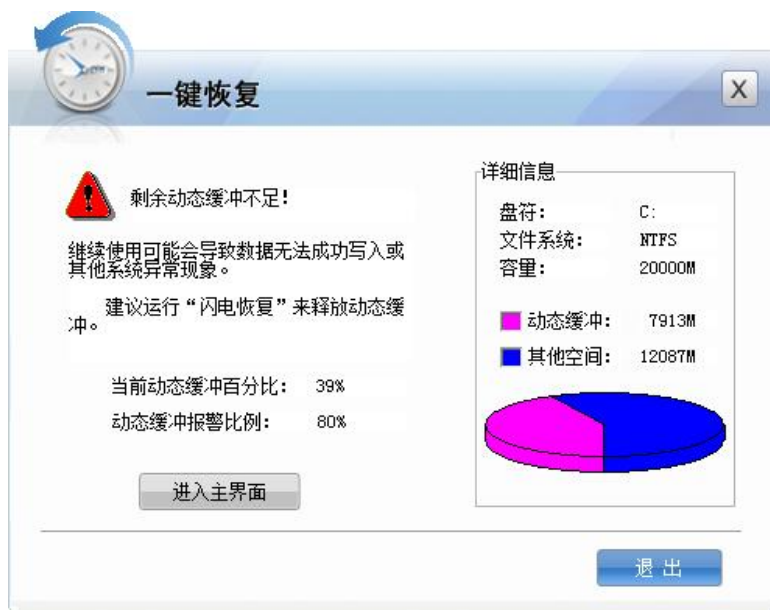 一键恢复
X
剩余动态缓冲不足!
继续使用可能会导致数据无法成功写入或
其他系统异常现象。
建议运行“闪电恢复”来释放动态缓
冲。
当前动态缓冲百分比: 39%
动态缓冲报警比例: 80%
进入主界面
详细信息
盘符: C:
文件系统: NTFS
容量: 20000M
动态缓冲: 7913M
其他空间: 12087M
退出